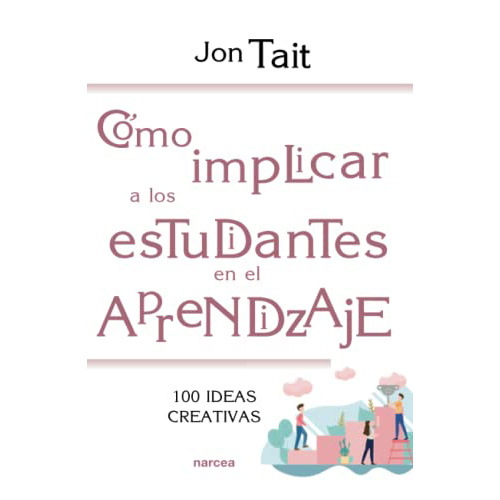 Jon Tait
Cómo
implicar
a los
estudiantes
en el
Aprendizaje
100 IDEAS
CREATIVAS
narcea